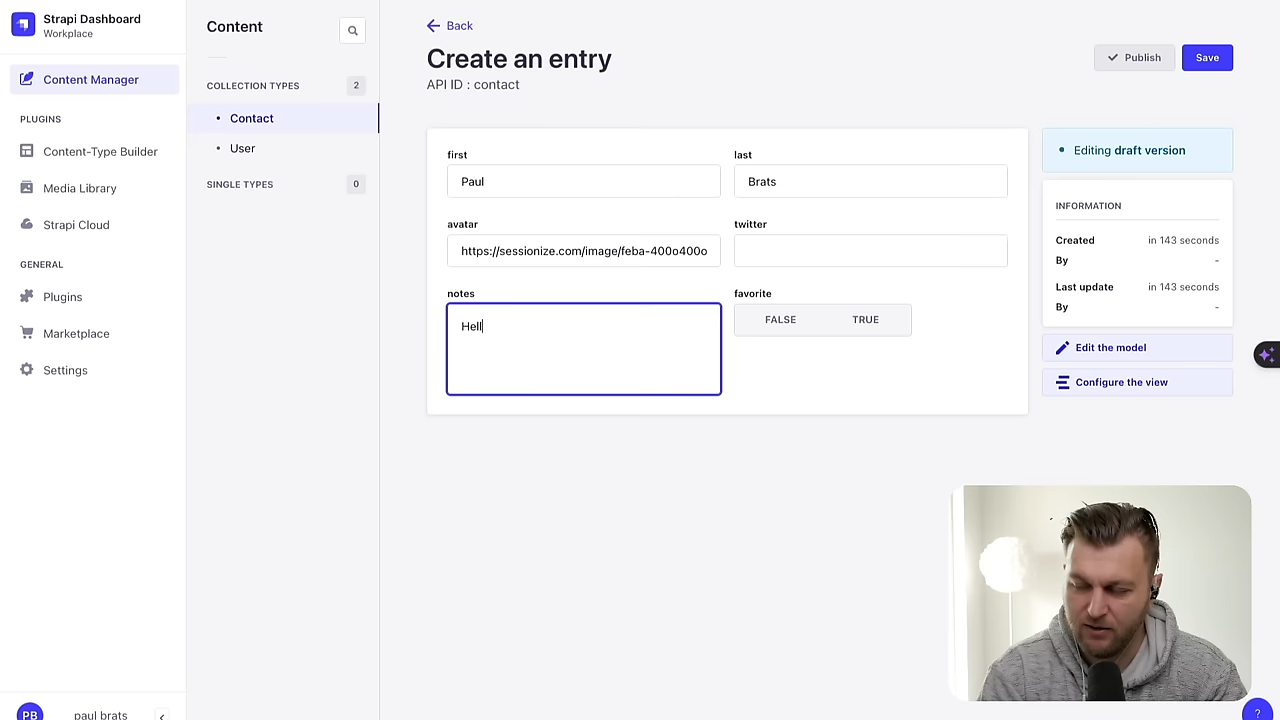 Strapi Dashboard
Workplace
Content Manager
PLUGINS
Content-Type Builder
Media Library
Strapi Cloud
GENERAL
Plugins
Marketplace
Settings
PB
paul brats
Content
COLLECTION TYPES
2
Contact
User
SINGLE TYPES
0
Back
Create an entry
API ID : contact
Publish
Save
first
last
Paul
Brats
avatar
twitter
https://sessionize.com/image/feba-400o400o
notes
favorite
Hell
FALSE
TRUE
Editing draft version
INFORMATION
Created in 143 seconds
By -
Last update in 143 seconds
By -
Edit the model
Configure the view
?